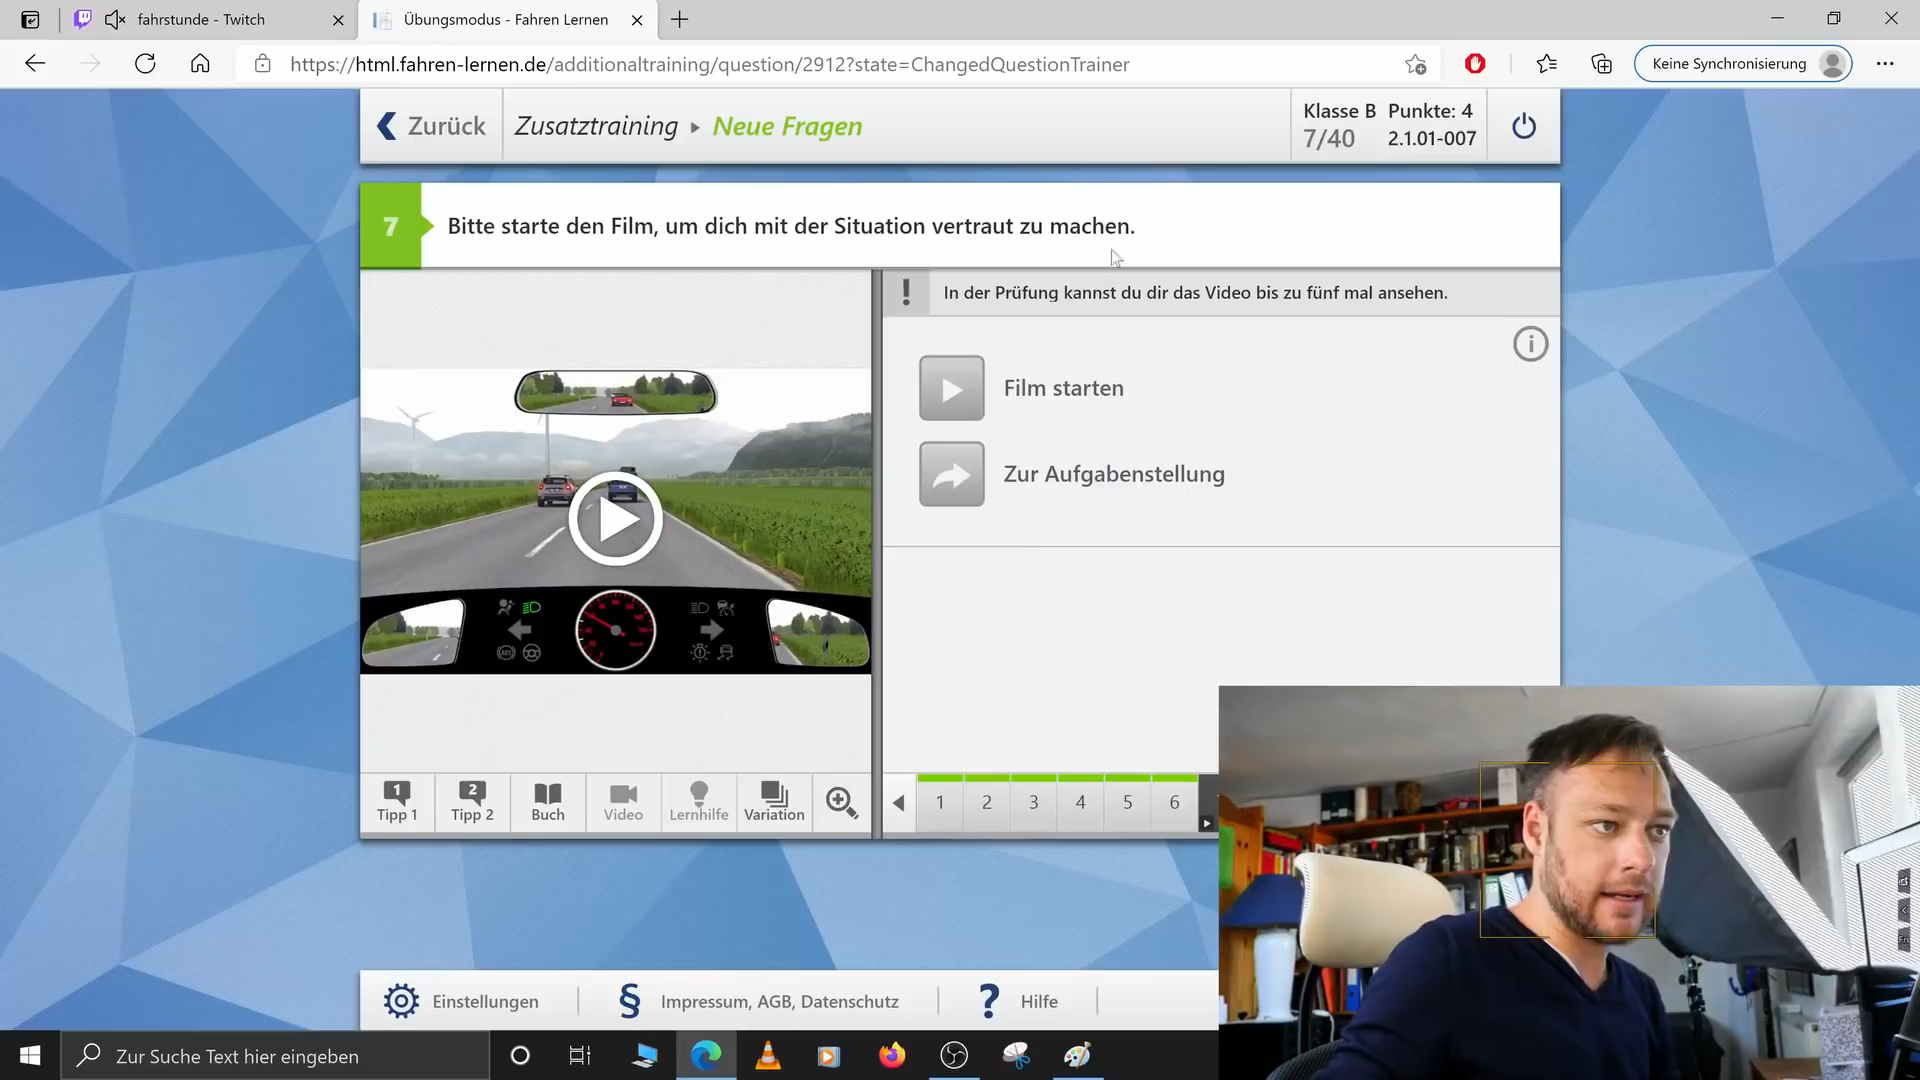 fahrstunde - Twitch
Übungsmodus - Fahren Lernen
https://html.fahren-lernen.de/additionaltraining/question/2912?state=ChangedQuestionTrainer
Keine Synchronisierung
Zurück
Zusatztraining ▸ Neue Fragen
Klasse B Punkte: 4
7/40 2.1.01-007
7 Bitte starte den Film, um dich mit der Situation vertraut zu machen.
! In der Prüfung kannst du dir das Video bis zu fünf mal ansehen.
Film starten
Zur Aufgabenstellung
1 Tipp 1
2 Tipp 2
Buch
Video
Lernhilfe
Variation
1 2 3 4 5 6
Einstellungen
§ Impressum, AGB, Datenschutz
? Hilfe
Zur Suche Text hier eingeben